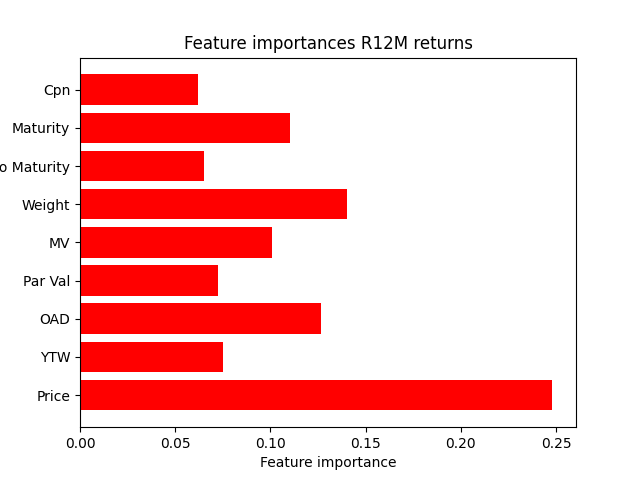 Feature importances R12M returns
Cpn
Maturity
o Maturity
Weight
MV
Par Val
OAD
YTW
Price
0.00 0.05 0.10 0.15 0.20 0.25
Feature importance